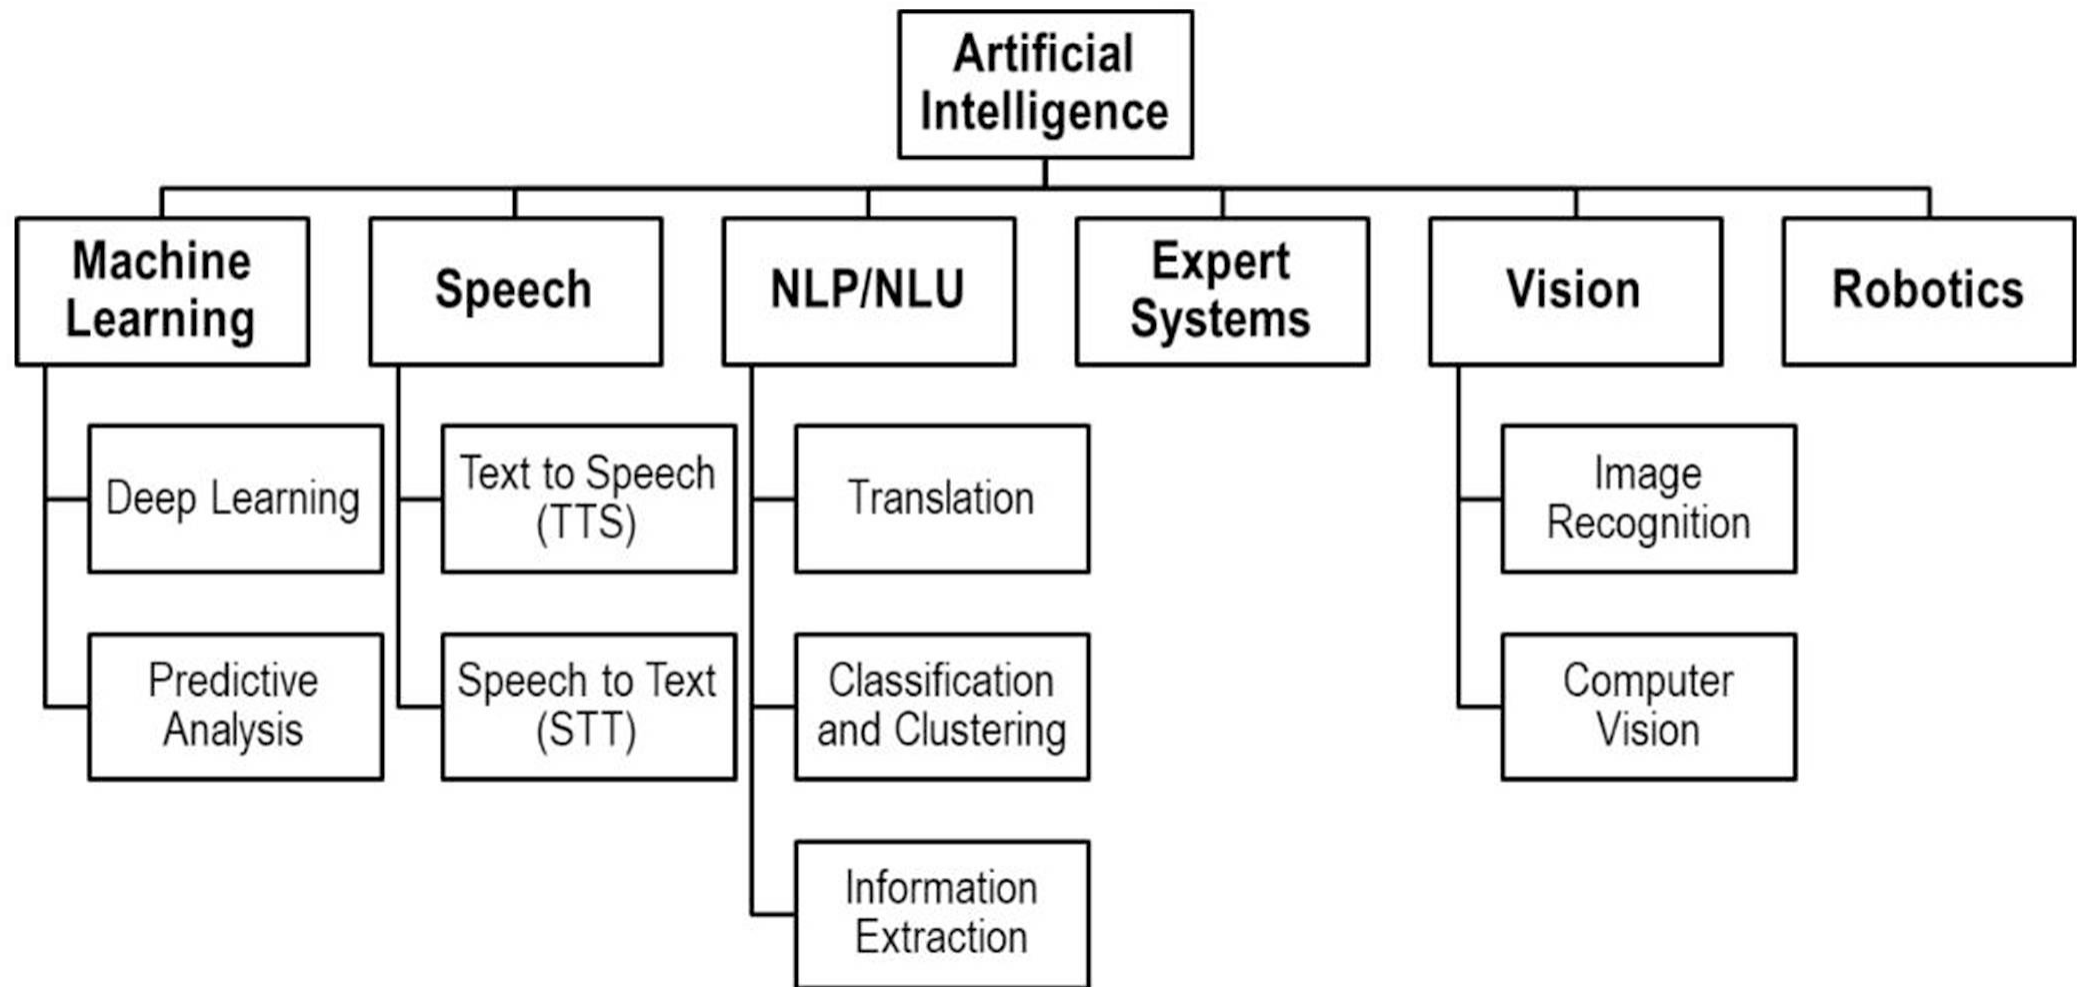 Artificial
Intelligence
Machine
Learning
Speech
NLP/NLU
Expert
Systems
Vision
Robotics
Deep Learning
Text to Speech
(TTS)
Translation
Image
Recognition
Predictive
Analysis
Speech to Text
(STT)
Classification
and Clustering
Computer
Vision
Information
Extraction